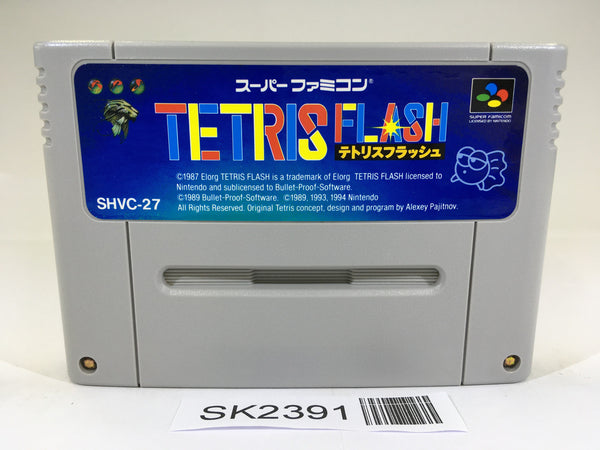 スーパーファミコン®
TETRIS FLASH
テトリスフラッシュ
SUPER FAMICOM
LICENSED BY NINTENDO
©1987 Elorg TETRIS FLASH is a trademark of Elorg TETRIS FLASH licensed to
Nintendo and sublicensed to Bullet-Proof-Software.
©1989 Bullet-Proof-Software. ©1989, 1993, 1994 Nintendo
All Rights Reserved. Original Tetris concept, design and program by Alexey Pajitnov.
SHVC-27
SK2391